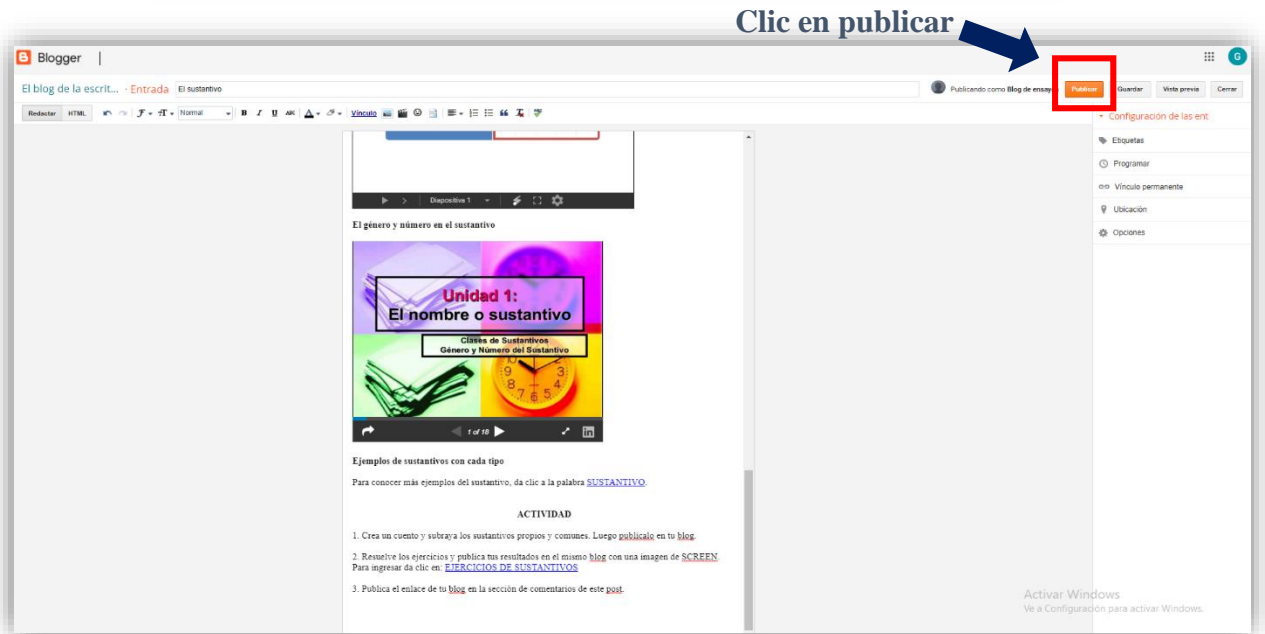 Clic en publicar
Blogger
G
El blog de la escrit... · Entrada El sustantivo Publicando como Blog de ensay Publicar Guardar Vista previa Cerrar
Redactar HTML Normal B I U ABC A Vínculo
Configuración de las ent
Etiquetas
Programar
Vínculo permanente
Ubicación
Opciones
Diapositiva 1
El género y número en el sustantivo
Unidad 1:
El nombre o sustantivo
Clases de Sustantivos
Género y Número del Sustantivo
1 of 18
Ejemplos de sustantivos con cada tipo
Para conocer más ejemplos del sustantivo, da clic a la palabra SUSTANTIVO.
ACTIVIDAD
1. Crea un cuento y subraya los sustantivos propios y comunes. Luego publícalo en tu blog.
2. Resuelve los ejercicios y publica tus resultados en el mismo blog con una imagen de SCREEN.
Para ingresar da clic en: EJERCICIOS DE SUSTANTIVOS
3. Publica el enlace de tu blog en la sección de comentarios de este post.
Activar Windows
Ve a Configuración para activar Windows.